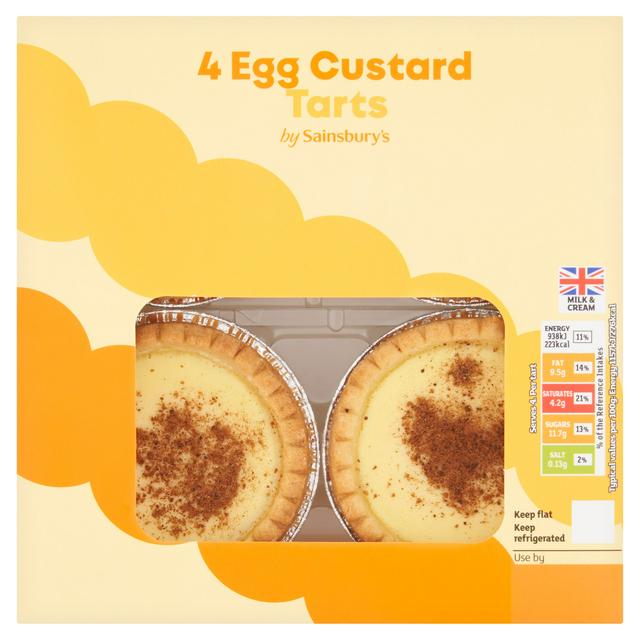 4 Egg Custard
Tarts
by Sainsbury's
MILK &
CREAM
Serves 4. Per tart
ENERGY
938kJ
223kcal
11%
FAT
9.5g
14%
SATURATES
4.2g
21%
SUGARS
11.7g
13%
SALT
0.13g
2%
% of the Reference Intakes
Typical values per 100g: Energy 1157kJ/276kcal
Keep flat
Keep
refrigerated
Use by